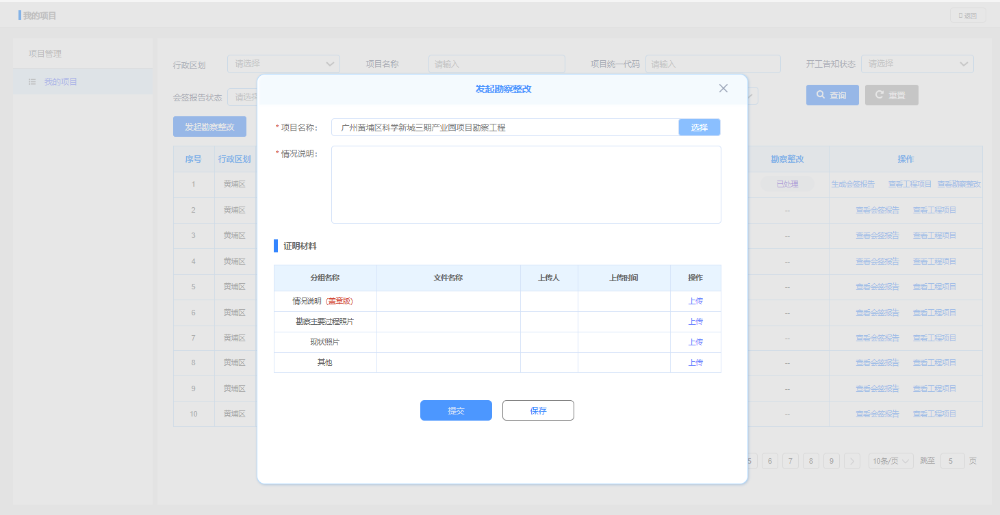 我的项目
返回
项目管理
我的项目
行政区划 请选择 项目名称 请输入 项目统一代码 请输入 开工告知状态 请选择
会签报告状态 请选择 查询 重置
发起勘察整改
序号 行政区划 勘察整改 操作
1 黄埔区 已处理 生成会签报告 查看工程项目 查看勘察整改
2 黄埔区 -- 查看会签报告 查看工程项目
3 黄埔区 -- 查看会签报告 查看工程项目
4 黄埔区 -- 查看会签报告 查看工程项目
5 黄埔区 -- 查看会签报告 查看工程项目
6 黄埔区 -- 查看会签报告 查看工程项目
7 黄埔区 -- 查看会签报告 查看工程项目
8 黄埔区 -- 查看会签报告 查看工程项目
9 黄埔区 -- 查看会签报告 查看工程项目
10 黄埔区 -- 查看会签报告 查看工程项目
5 6 7 8 9 10条/页 跳至 5 页
发起勘察整改
* 项目名称： 广州黄埔区科学新城三期产业园项目勘察工程 选择
* 情况说明：
证明材料
分组名称 文件名称 上传人 上传时间 操作
情况说明（盖章版） 上传
勘察主要过程照片 上传
现状照片 上传
其他 上传
提交 保存